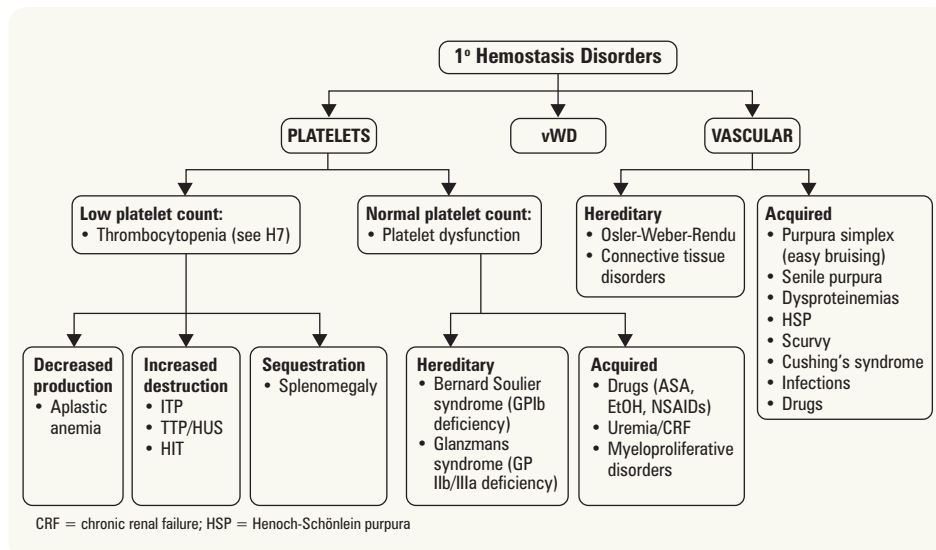 1º Hemostasis Disorders
PLATELETS
vWD
VASCULAR
Low platelet count:
• Thrombocytopenia (see H7)
Normal platelet count:
• Platelet dysfunction
Hereditary
• Osler-Weber-Rendu
• Connective tissue
disorders
Acquired
• Purpura simplex
(easy bruising)
• Senile purpura
• Dysproteinemias
• HSP
• Scurvy
• Cushing's syndrome
• Infections
• Drugs
Decreased
production
• Aplastic
anemia
Increased
destruction
• ITP
• TTP/HUS
• HIT
Sequestration
• Splenomegaly
Hereditary
• Bernard Soulier
syndrome (GPIb
deficiency)
• Glanzmans
syndrome (GP
IIb/IIIa deficiency)
Acquired
• Drugs (ASA,
EtOH, NSAIDs)
• Uremia/CRF
• Myeloproliferative
disorders
CRF = chronic renal failure; HSP = Henoch-Schönlein purpura